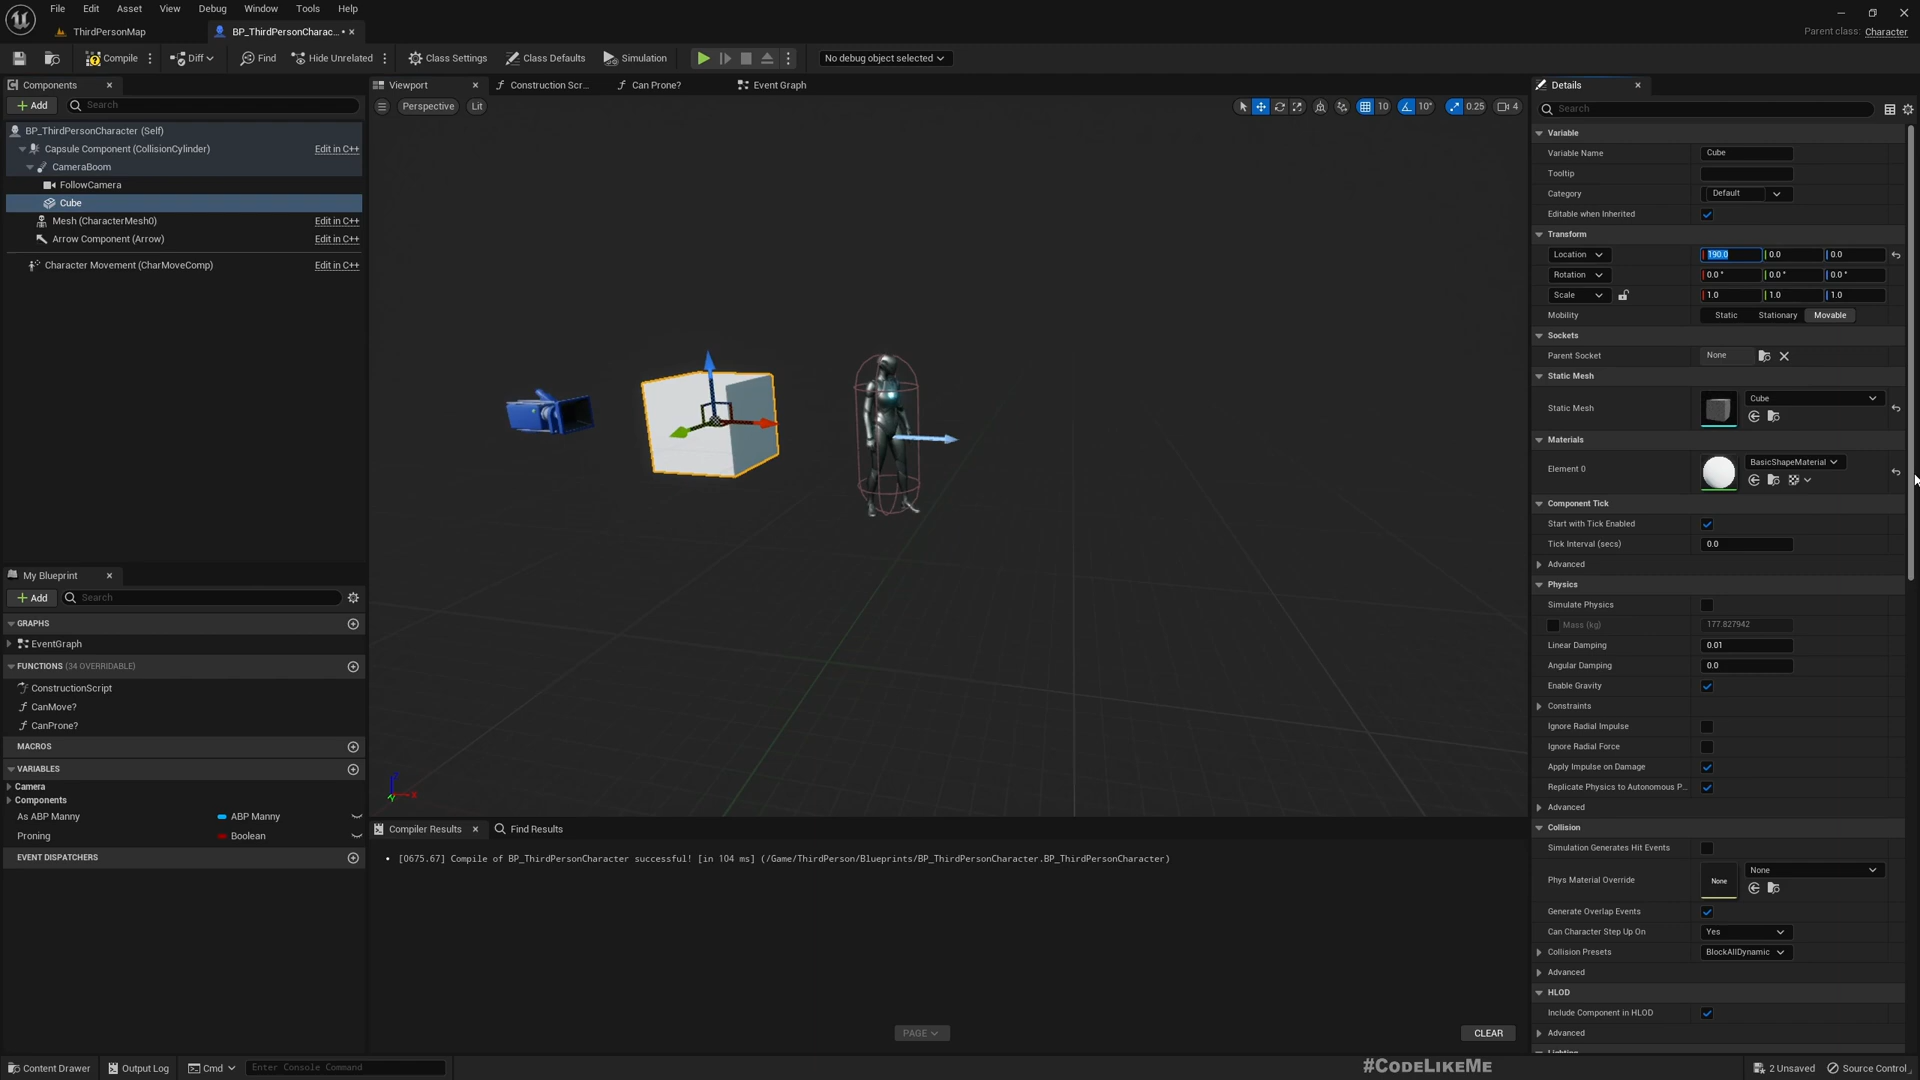 File Edit Asset View Debug Window Tools Help
ThirdPersonMap
BP_ThirdPersonCharac... •
Parent class: Character
Compile
Diff
Find
Hide Unrelated
Class Settings
Class Defaults
Simulation
No debug object selected
Components
Add
Search
BP_ThirdPersonCharacter (Self)
Capsule Component (CollisionCylinder) Edit in C++
CameraBoom
FollowCamera
Cube
Mesh (CharacterMesh0) Edit in C++
Arrow Component (Arrow) Edit in C++
Character Movement (CharMoveComp) Edit in C++
My Blueprint
Add
Search
GRAPHS
EventGraph
FUNCTIONS (34 OVERRIDABLE)
ConstructionScript
CanMove?
CanProne?
MACROS
VARIABLES
Camera
Components
As ABP Manny ABP Manny
Proning Boolean
EVENT DISPATCHERS
Viewport
Construction Scr...
Can Prone?
Event Graph
Perspective
Lit
10
10°
0.25
4
Compiler Results
Find Results
• [0675.67] Compile of BP_ThirdPersonCharacter successful! [in 104 ms] (/Game/ThirdPerson/Blueprints/BP_ThirdPersonCharacter.BP_ThirdPersonCharacter)
PAGE
CLEAR
Details
Search
Variable
Variable Name Cube
Tooltip
Category Default
Editable when Inherited
Transform
Location 190.0 0.0 0.0
Rotation 0.0 ° 0.0 ° 0.0 °
Scale 1.0 1.0 1.0
Mobility Static Stationary Movable
Sockets
Parent Socket None
Static Mesh
Static Mesh Cube
Materials
Element 0 BasicShapeMaterial
Component Tick
Start with Tick Enabled
Tick Interval (secs) 0.0
Advanced
Physics
Simulate Physics
Mass (kg) 177.827942
Linear Damping 0.01
Angular Damping 0.0
Enable Gravity
Constraints
Ignore Radial Impulse
Ignore Radial Force
Apply Impulse on Damage
Replicate Physics to Autonomous P...
Advanced
Collision
Simulation Generates Hit Events
Phys Material Override None None
Generate Overlap Events
Can Character Step Up On Yes
Collision Presets BlockAllDynamic
Advanced
HLOD
Include Component in HLOD
Advanced
Content Drawer
Output Log
Cmd
Enter Console Command
#CODELIKEME
2 Unsaved
Source Control